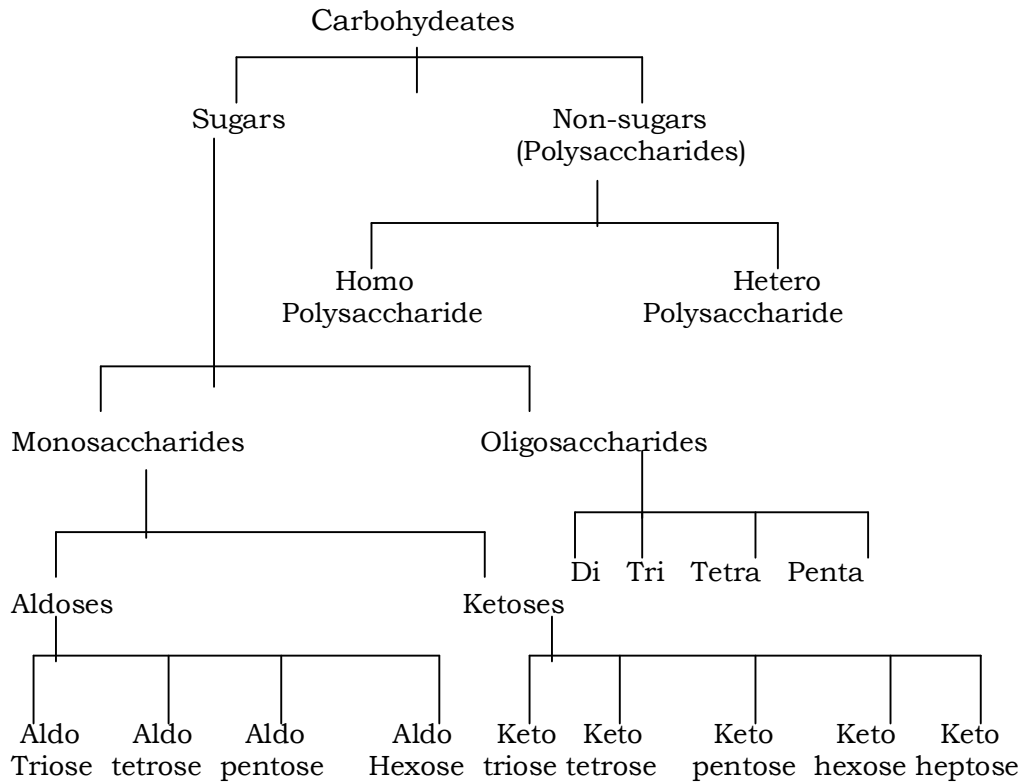 Carbohydeates
Sugars
Non-sugars
(Polysaccharides)
Homo
Polysaccharide
Hetero
Polysaccharide
Monosaccharides
Oligosaccharides
Di
Tri
Tetra
Penta
Aldoses
Ketoses
Aldo
Triose
Aldo
tetrose
Aldo
pentose
Aldo
Hexose
Keto
triose
Keto
tetrose
Keto
pentose
Keto
hexose
Keto
heptose